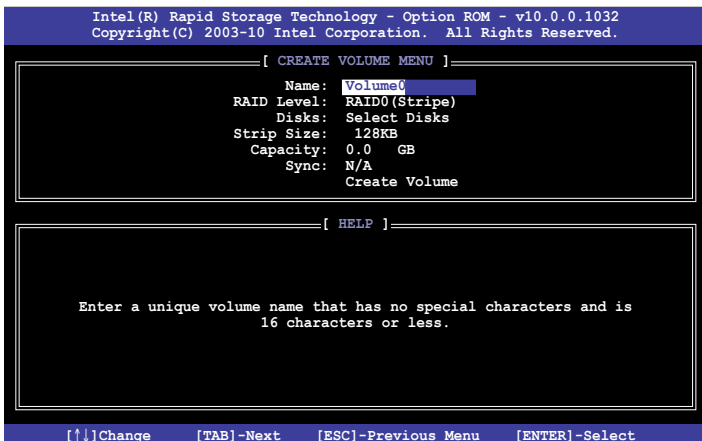 Intel(R) Rapid Storage Technology - Option ROM - v10.0.0.1032
Copyright(C) 2003-10 Intel Corporation. All Rights Reserved.
[ CREATE VOLUME MENU ]
Name: Volume0
RAID Level: RAID0(Stripe)
Disks: Select Disks
Strip Size: 128KB
Capacity: 0.0 GB
Sync: N/A
Create Volume
[ HELP ]
Enter a unique volume name that has no special characters and is
16 characters or less.
[↑↓]Change [TAB]-Next [ESC]-Previous Menu [ENTER]-Select